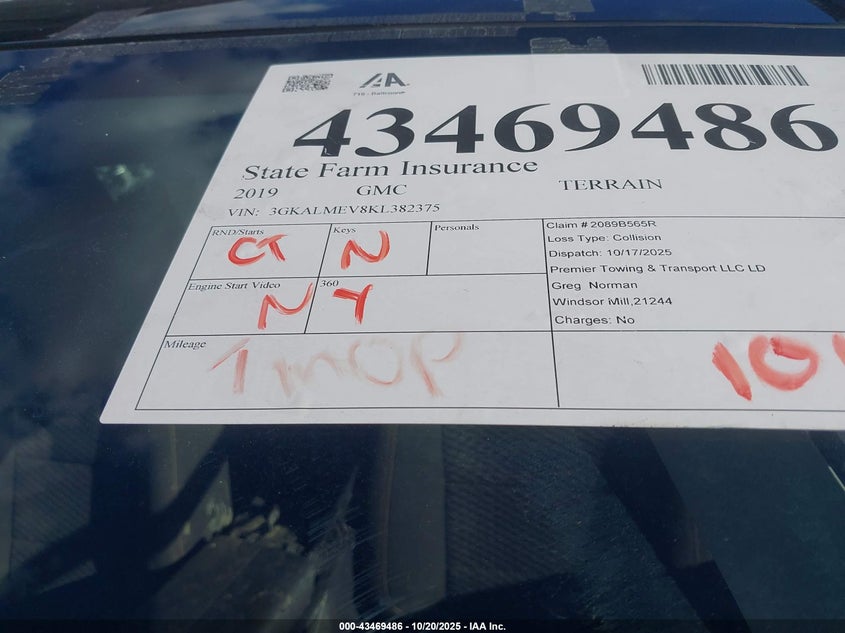 IAA
43469486
State Farm Insurance
2019 GMC TERRAIN
VIN: 3GKALMEV8KL382375
RND/Starts Keys Personals
CT N
Engine Start Video 360
N Y
Claim # 2089B565R
Loss Type: Collision
Dispatch: 10/17/2025
Premier Towing & Transport LLC LD
Greg Norman
Windsor Mill,21244
Charges: No
Mileage
10
000-43469486 - 10/20/2025 - IAA Inc.